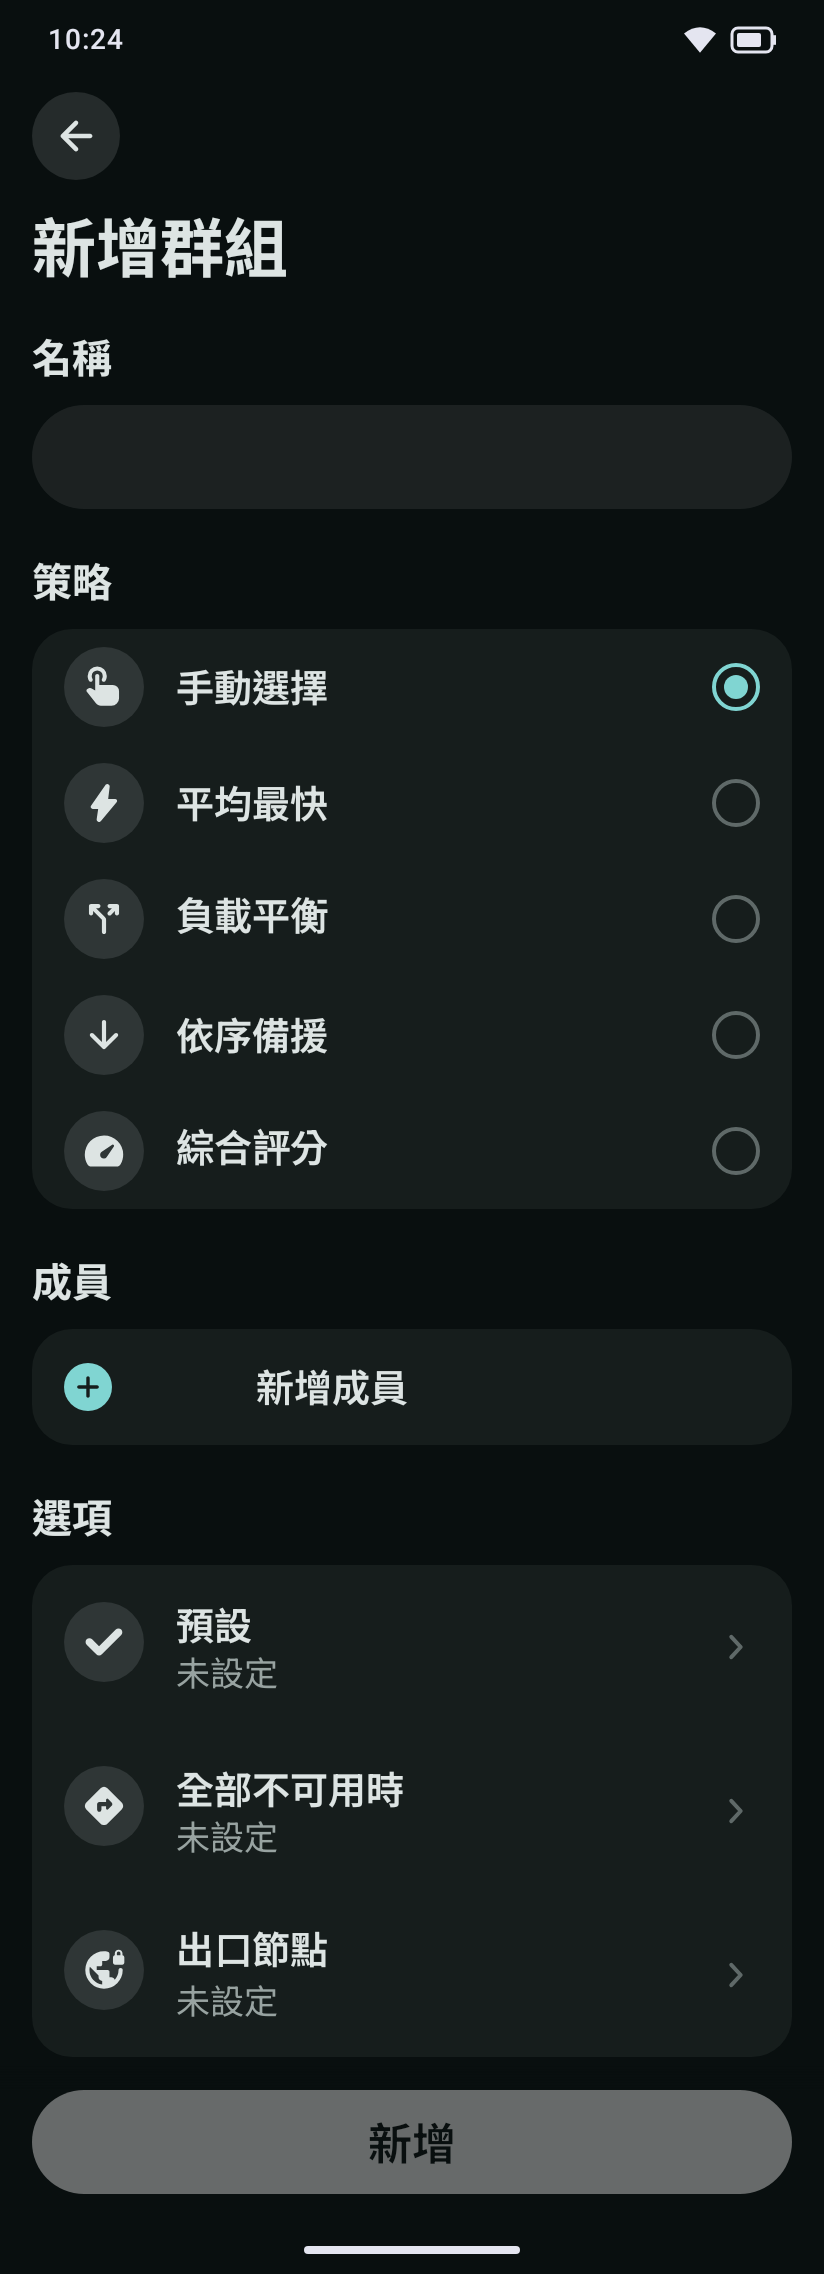 10:24
新增群組
名稱
策略
手動選擇
平均最快
負載平衡
依序備援
綜合評分
成員
新增成員
選項
預設
未設定
全部不可用時
未設定
出口節點
未設定
新增